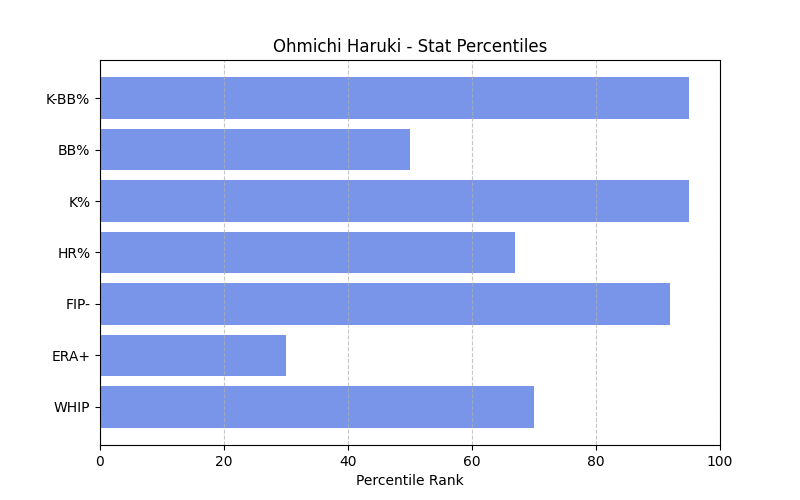 Ohmichi Haruki - Stat Percentiles
K-BB%
BB%
K%
HR%
FIP-
ERA+
WHIP
0 20 40 60 80 100
Percentile Rank